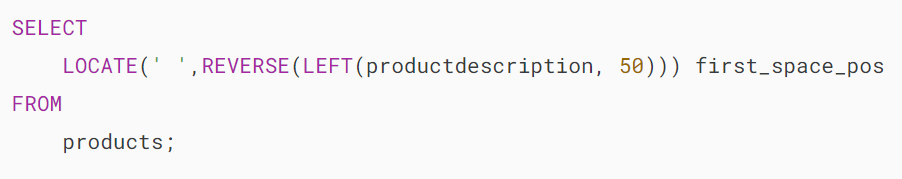 SELECT
LOCATE(' ',REVERSE(LEFT(productdescription, 50))) first_space_pos
FROM
products;